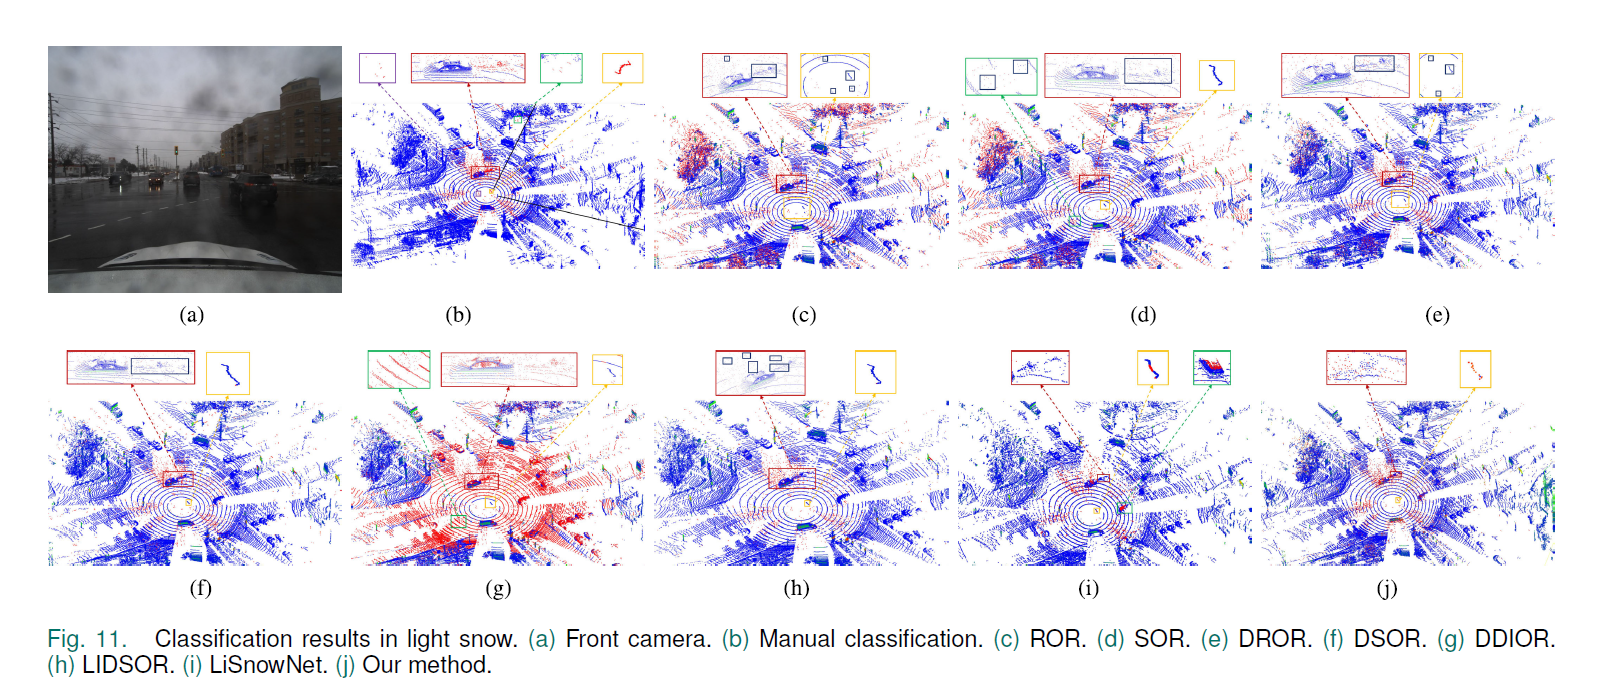 (a) (b) (c) (d) (e)
(f) (g) (h) (i) (j)
Fig. 11. Classification results in light snow. (a) Front camera. (b) Manual classification. (c) ROR. (d) SOR. (e) DROR. (f) DSOR. (g) DDIOR.
(h) LIDSOR. (i) LiSnowNet. (j) Our method.